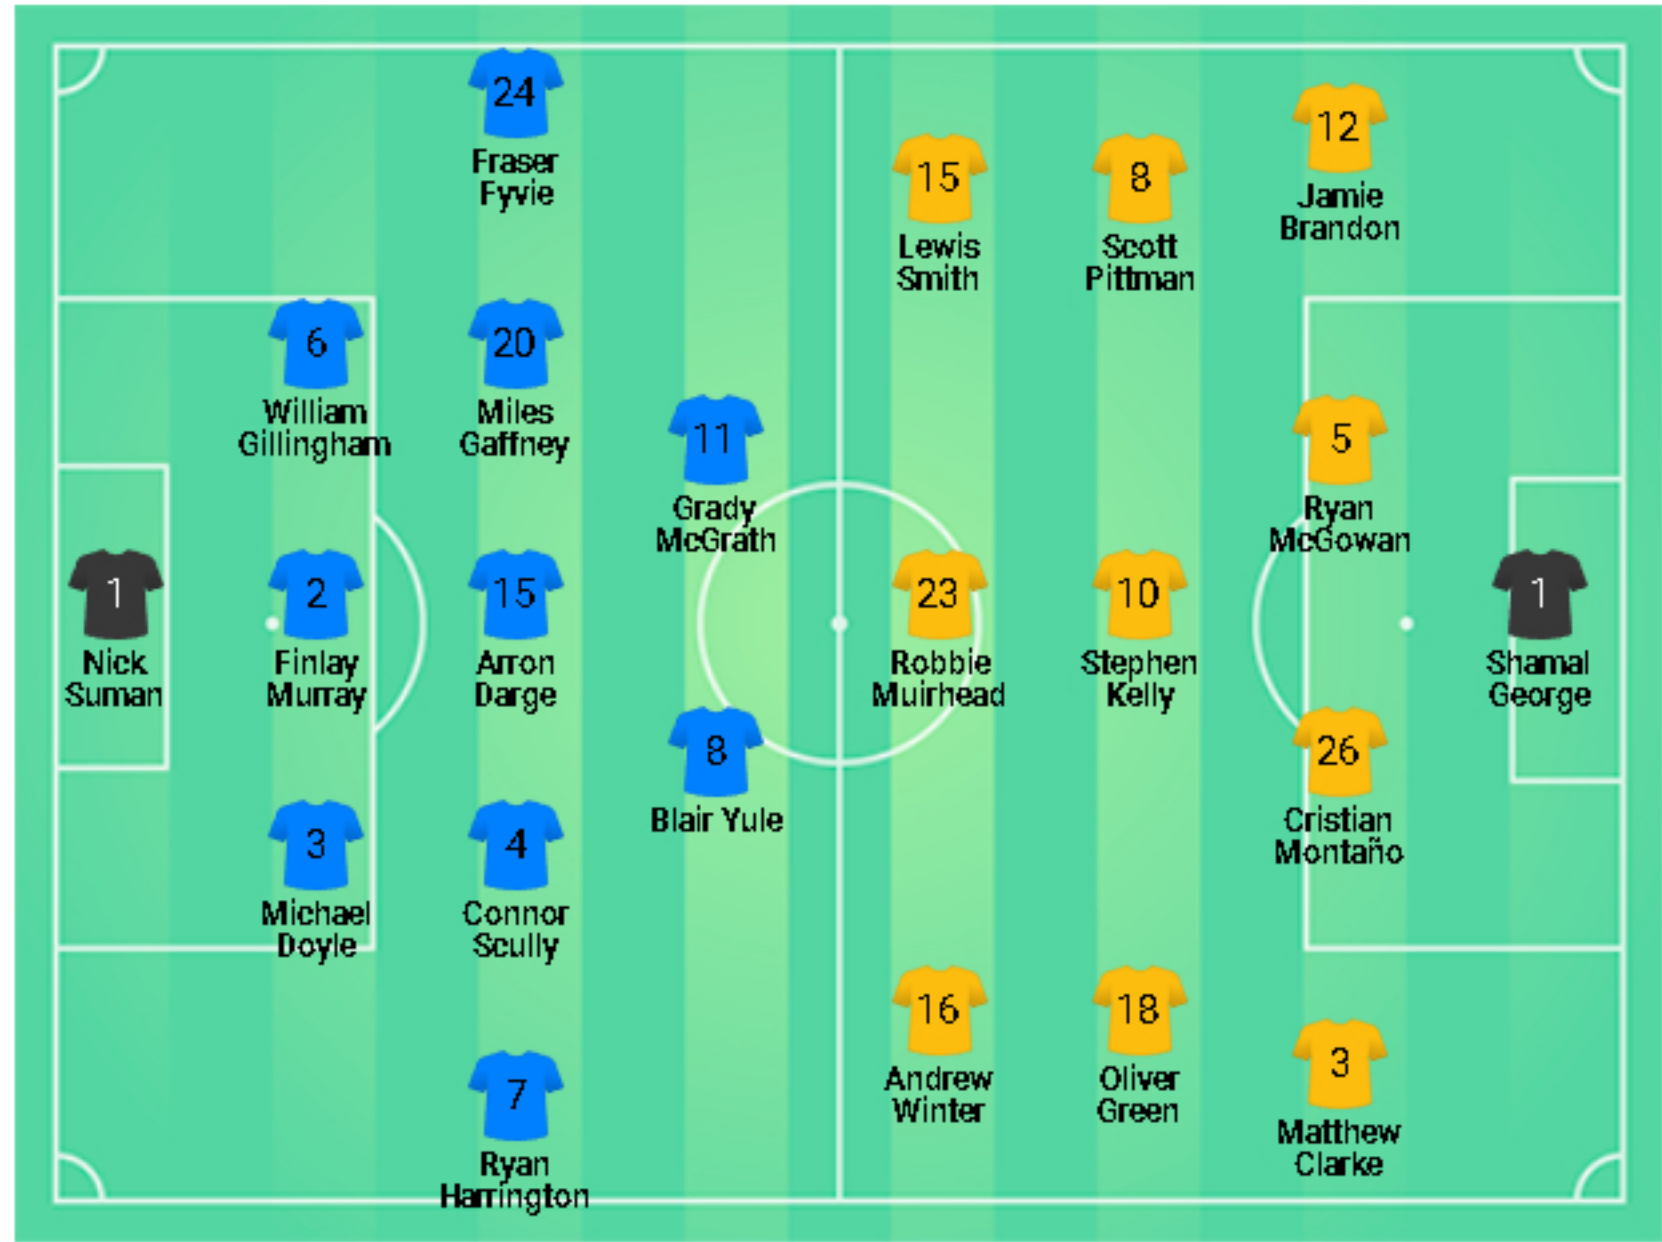 24
Fraser
Fyvie
6
William
Gillingham
20
Miles
Gaffney
11
Grady
McGrath
1
Nick
Suman
2
Finlay
Murray
15
Arron
Darge
8
Blair Yule
3
Michael
Doyle
4
Connor
Scully
7
Ryan
Harrington
15
Lewis
Smith
8
Scott
Pittman
12
Jamie
Brandon
5
Ryan
McGowan
23
Robbie
Muirhead
10
Stephen
Kelly
1
Shamal
George
26
Cristian
Montaño
16
Andrew
Winter
18
Oliver
Green
3
Matthew
Clarke